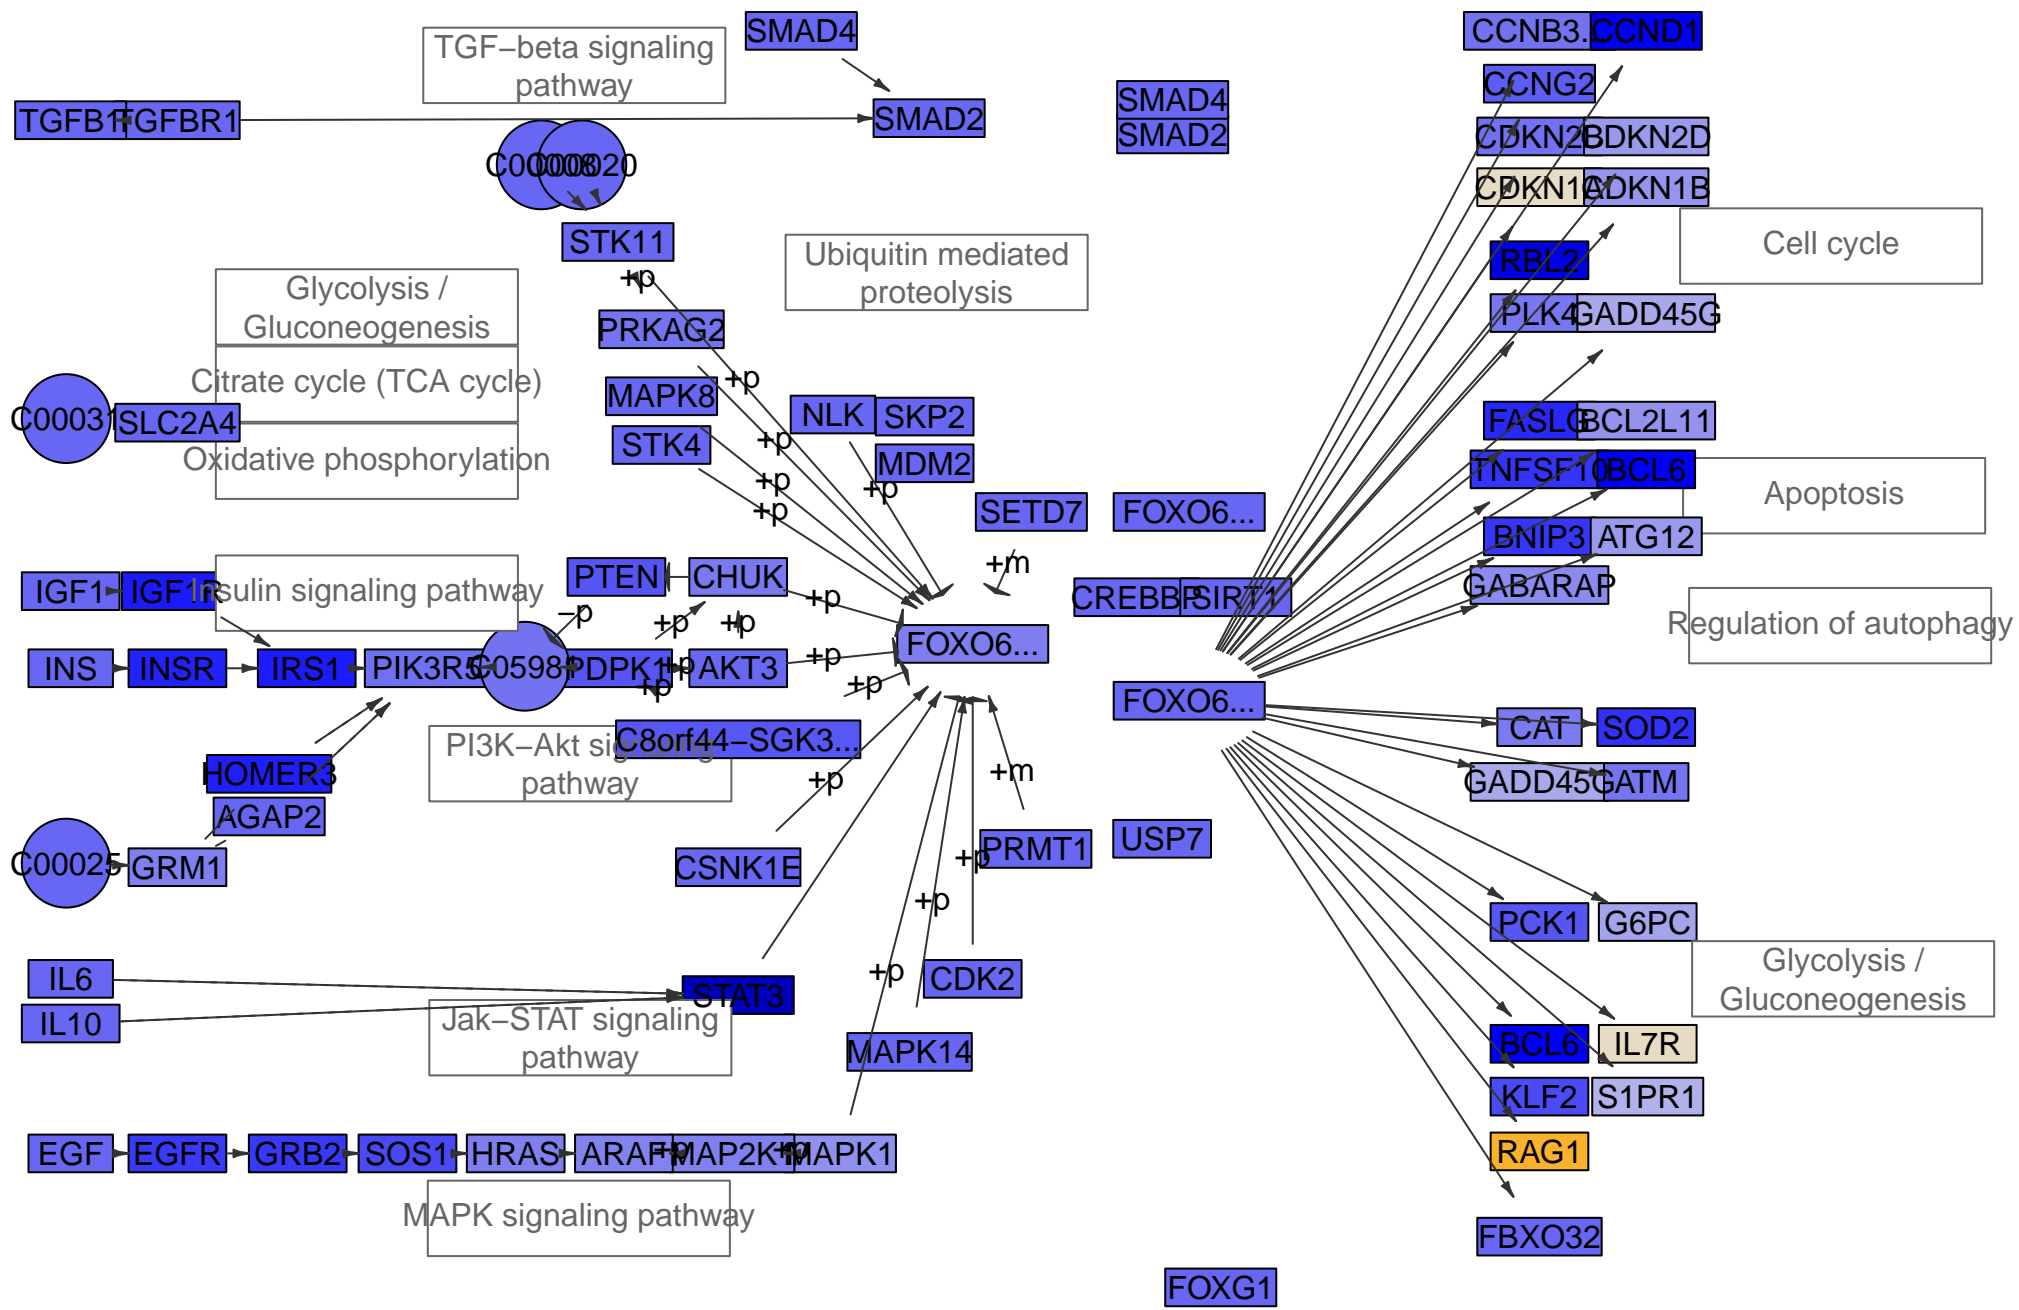 SMAD4
CCNB3...
CCND1
TGF−beta signaling
pathway
CCNG2
SMAD4
TGFB1
TGFBR1
SMAD2
SMAD2
CDKN2B
CDKN2D
C00020
CDKN1A
CDKN1B
STK11
Ubiquitin mediated
proteolysis
Cell cycle
RBL2
+p
Glycolysis /
Gluconeogenesis
PRKAG2
PLK4
GADD45G
Citrate cycle (TCA cycle)
+p
MAPK8
NLK
SKP2
C00031
SLC2A4
FASLG
BCL2L11
STK4
+p
MDM2
Oxidative phosphorylation
TNFSF10
BCL6
+p
+p
Apoptosis
+p
SETD7
FOXO6...
BNIP3
ATG12
+m
IGF1
IGF1R
Insulin signaling pathway
PTEN
CHUK
+p
CREBBP
SIRT1
GABARAP
−p
+p
+p
Regulation of autophagy
FOXO6...
INS
INSR
IRS1
PIK3R5
C05981
PDPK1
+p
AKT3
+p
+p
+p
FOXO6...
C8orf44−SGK3...
CAT
SOD2
PI3K−Akt signaling
pathway
HOMER3
+p
+m
GADD45G
GATM
AGAP2
USP7
PRMT1
C00025
GRM1
CSNK1E
+p
+p
PCK1
G6PC
IL6
+p
CDK2
Glycolysis /
Gluconeogenesis
STAT3
IL10
Jak−STAT signaling
pathway
MAPK14
BCL6
IL7R
KLF2
S1PR1
EGF
EGFR
GRB2
SOS1
HRAS
ARAF
+p
MAP2K1
+p
MAPK1
RAG1
MAPK signaling pathway
FBXO32
FOXG1